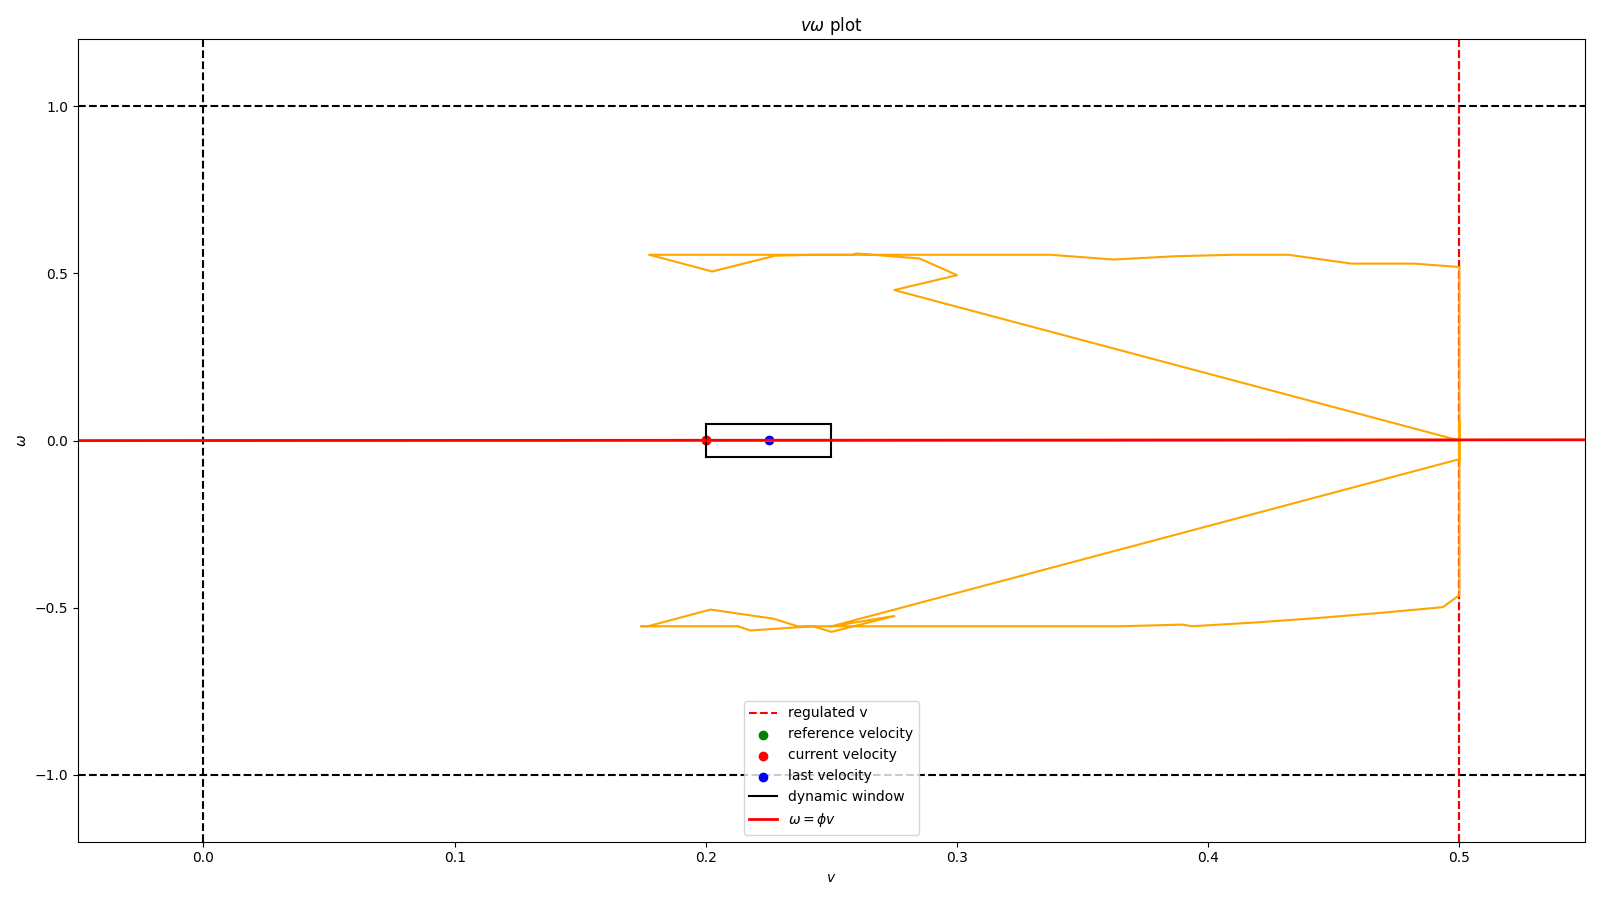 vω plot
1.0
0.5
0.0
−0.5
−1.0
ω
regulated v
reference velocity
current velocity
last velocity
dynamic window
ω = ϕv
0.0 0.1 0.2 0.3 0.4 0.5
v